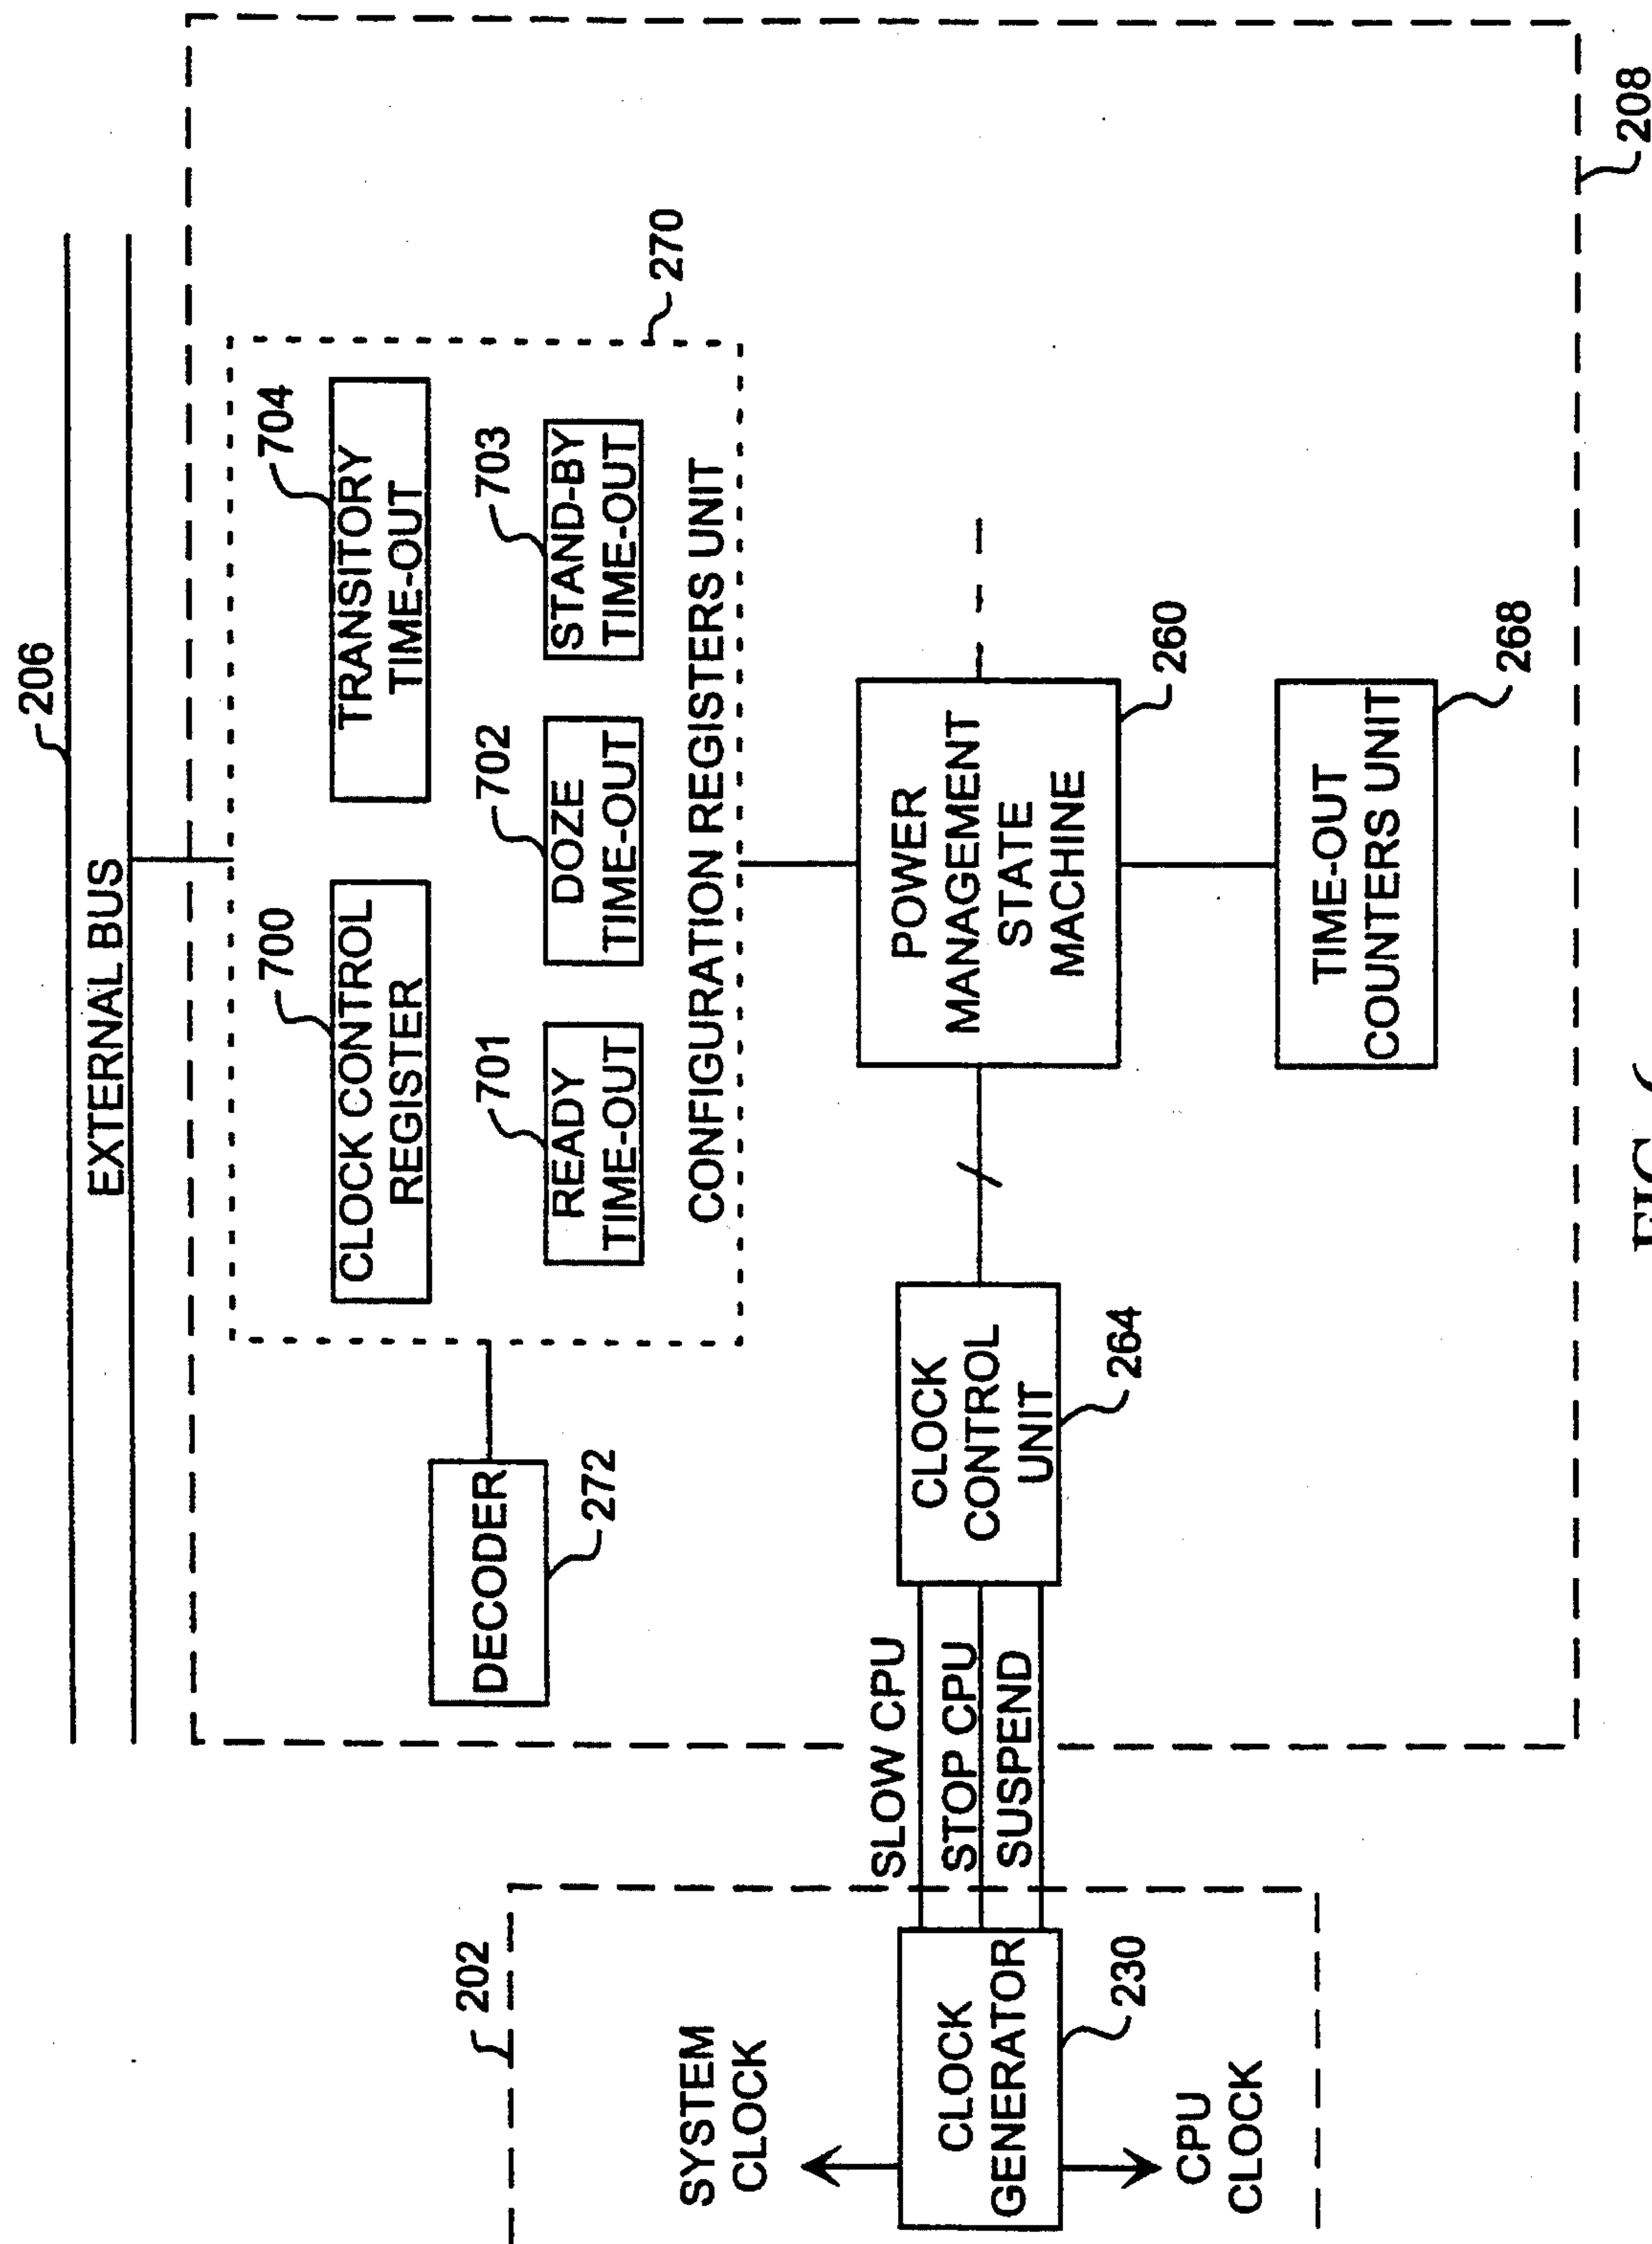 206
EXTERNAL BUS
700
CLOCK CONTROL
REGISTER
704
TRANSITORY
TIME-OUT
701
READY
TIME-OUT
702
DOZE
TIME-OUT
703
STAND-BY
TIME-OUT
CONFIGURATION REGISTERS UNIT
270
DECODER
272
202
SYSTEM
CLOCK
CLOCK
GENERATOR
230
CPU
CLOCK
SLOW CPU
STOP CPU
SUSPEND
CLOCK
CONTROL
UNIT
264
POWER
MANAGEMENT
STATE
MACHINE
260
TIME-OUT
COUNTERS UNIT
268
208
FIG